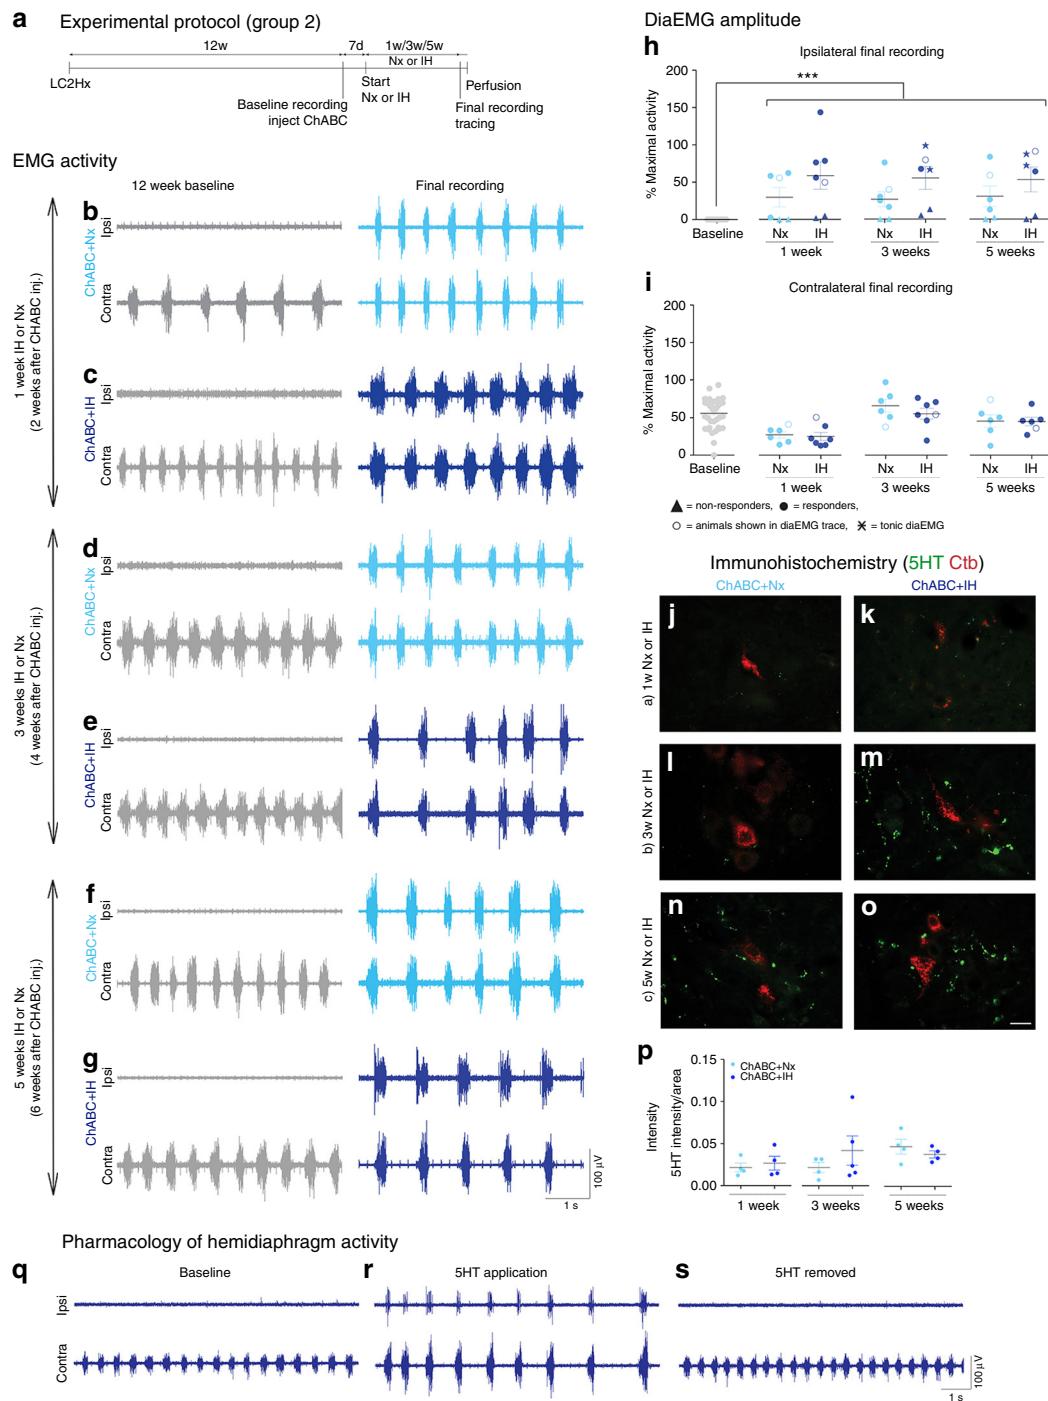 a Experimental protocol (group 2)
12w 7d 1w/3w/5w
Nx or IH
LC2Hx
Baseline recording
inject ChABC
Start
Nx or IH
Perfusion
Final recording
tracing
EMG activity
12 week baseline
Final recording
1 week IH or Nx
(2 weeks after CHABC inj.)
b
ChABC+Nx
Ipsi
Contra
c
ChABC+IH
Ipsi
Contra
3 weeks IH or Nx
(4 weeks after CHABC inj.)
d
ChABC+Nx
Ipsi
Contra
e
ChABC+IH
Ipsi
Contra
5 weeks IH or Nx
(6 weeks after CHABC inj.)
f
ChABC+Nx
Ipsi
Contra
g
ChABC+IH
Ipsi
Contra
100 µV
1 s
DiaEMG amplitude
h
Ipsilateral final recording
% Maximal activity
200
150
100
50
0
***
Baseline
Nx IH Nx IH Nx IH
1 week 3 weeks 5 weeks
i
Contralateral final recording
% Maximal activity
200
150
100
50
0
Baseline
Nx IH Nx IH Nx IH
1 week 3 weeks 5 weeks
▲ = non-responders, ● = responders,
○ = animals shown in diaEMG trace, ★ = tonic diaEMG
Immunohistochemistry (5HT Ctb)
ChABC+Nx
ChABC+IH
a) 1w Nx or IH
j
k
b) 3w Nx or IH
l
m
c) 5w Nx or IH
n
o
p
Intensity
5HT intensity/area
0.15
0.10
0.05
0.00
ChABC+Nx
ChABC+IH
1 week 3 weeks 5 weeks
Pharmacology of hemidiaphragm activity
q
Baseline
r
5HT application
s
5HT removed
Ipsi
Contra
100 µV
1 s